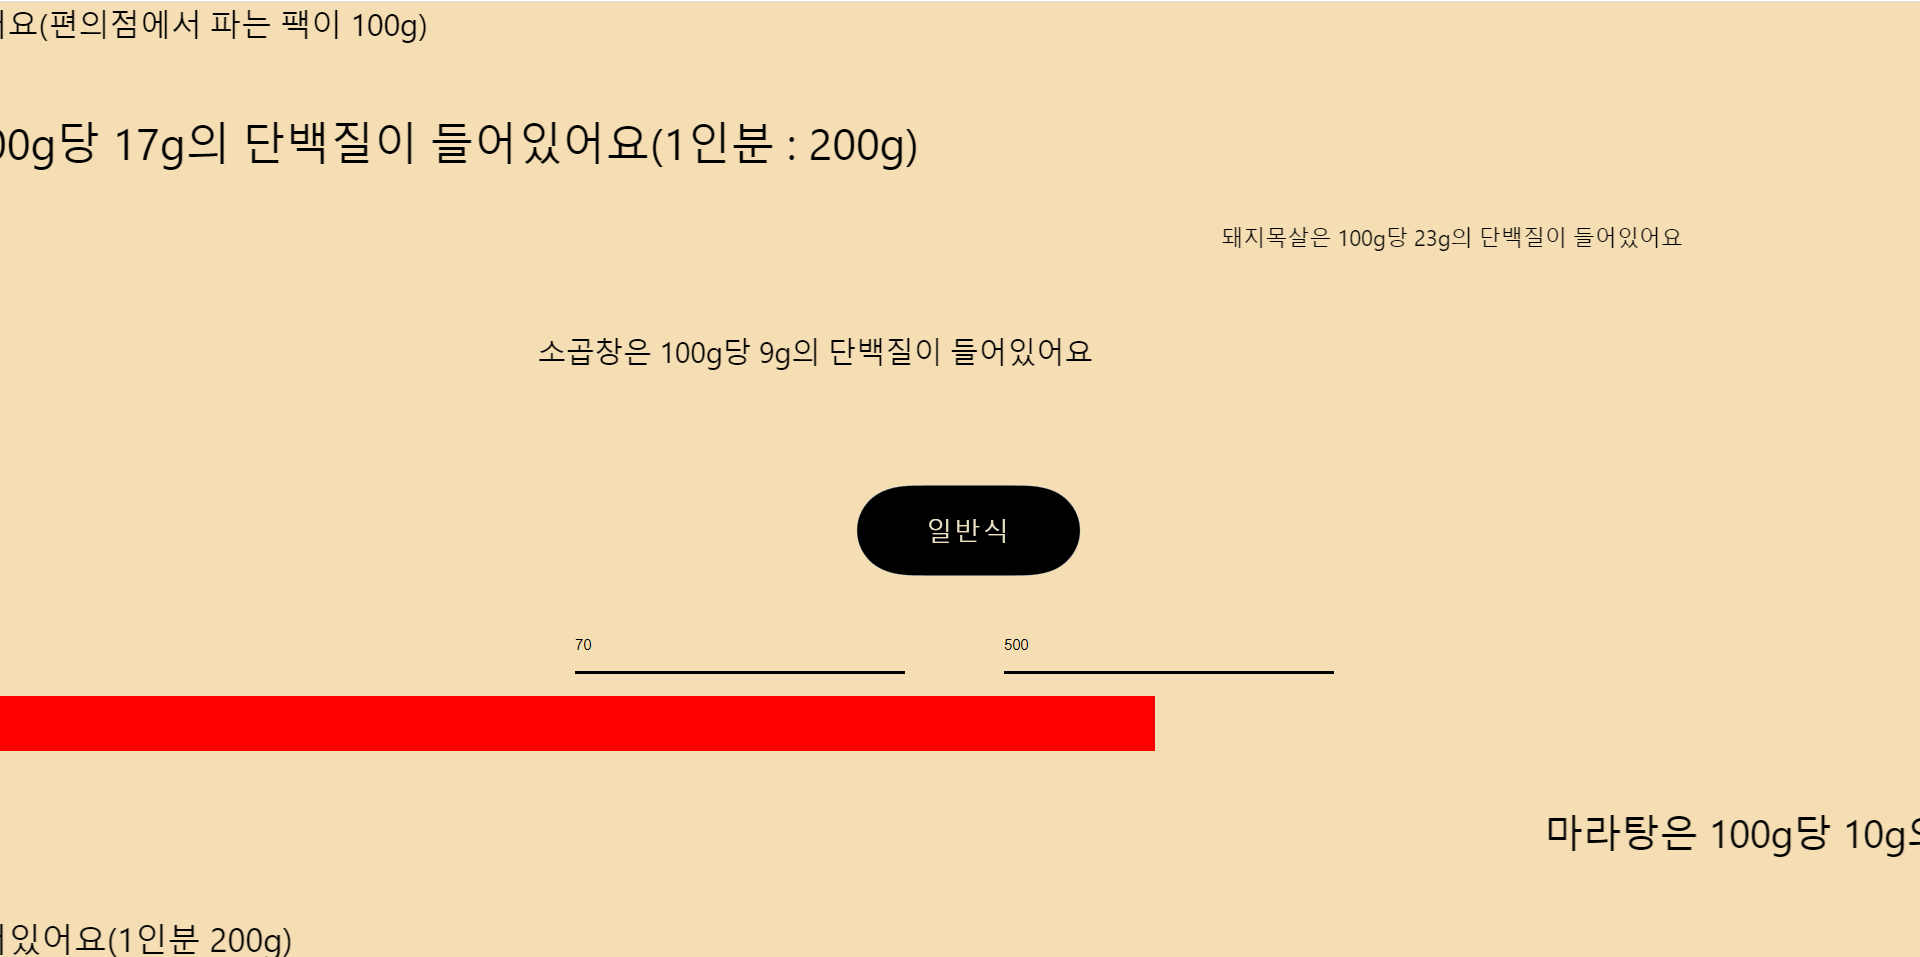 요(편의점에서 파는 팩이 100g)
00g당 17g의 단백질이 들어있어요(1인분 : 200g)
돼지목살은 100g당 23g의 단백질이 들어있어요
소곱창은 100g당 9g의 단백질이 들어있어요
일반식
70
500
마라탕은 100g당 10g의
있어요(1인분 200g)